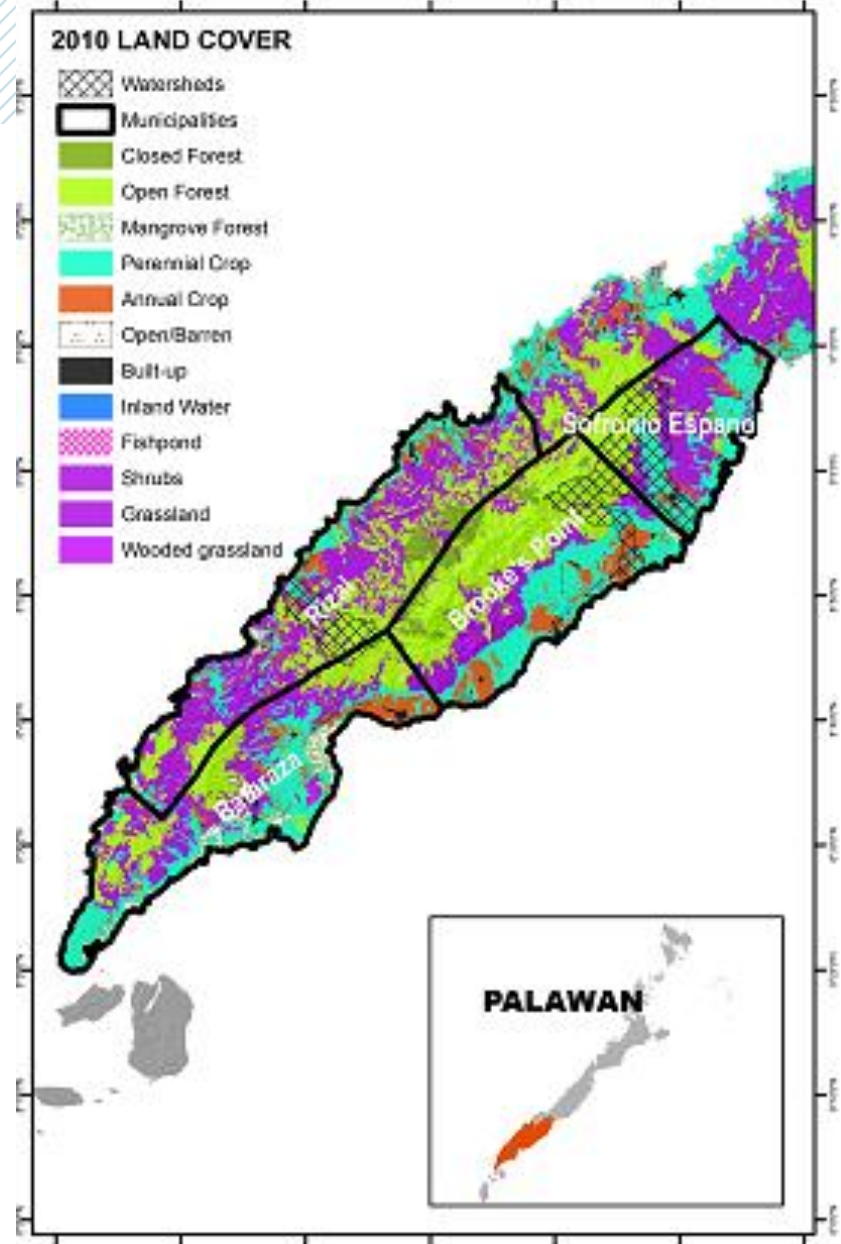 2010 LAND COVER
Watersheds
Municipalities
Closed Forest
Open Forest
Mangrove Forest
Perennial Crop
Annual Crop
Open/Barren
Built-up
Inland Water
Fishpond
Shrubs
Grassland
Wooded grassland
Sofronio Espano
Brooke's Point
Rizal
Bataraza
PALAWAN